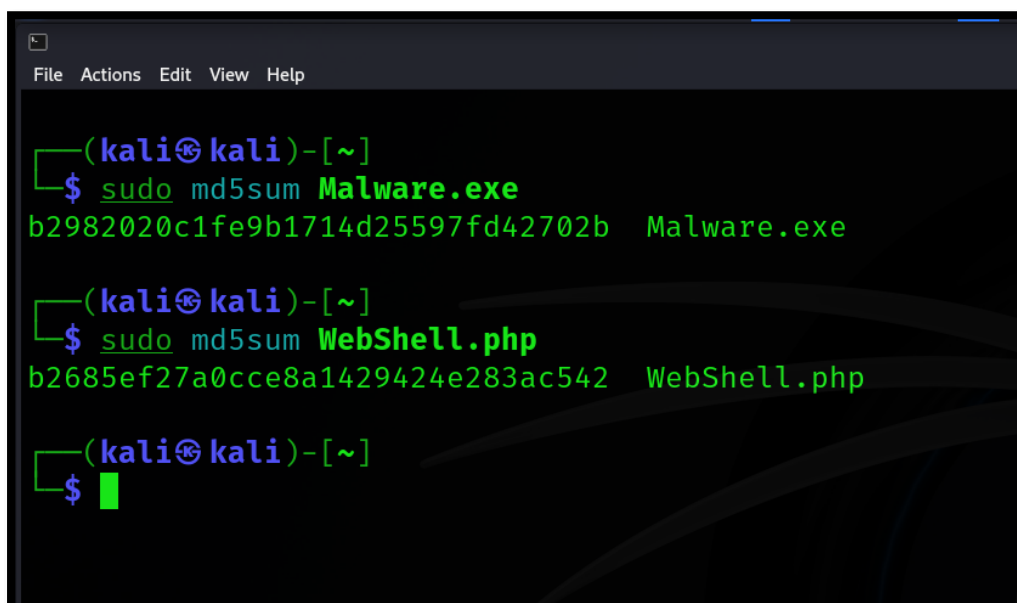 File Actions Edit View Help
┌──(kali㉿kali)-[~]
└─$ sudo md5sum Malware.exe
b2982020c1fe9b1714d25597fd42702b  Malware.exe
┌──(kali㉿kali)-[~]
└─$ sudo md5sum WebShell.php
b2685ef27a0cce8a1429424e283ac542  WebShell.php
┌──(kali㉿kali)-[~]
└─$